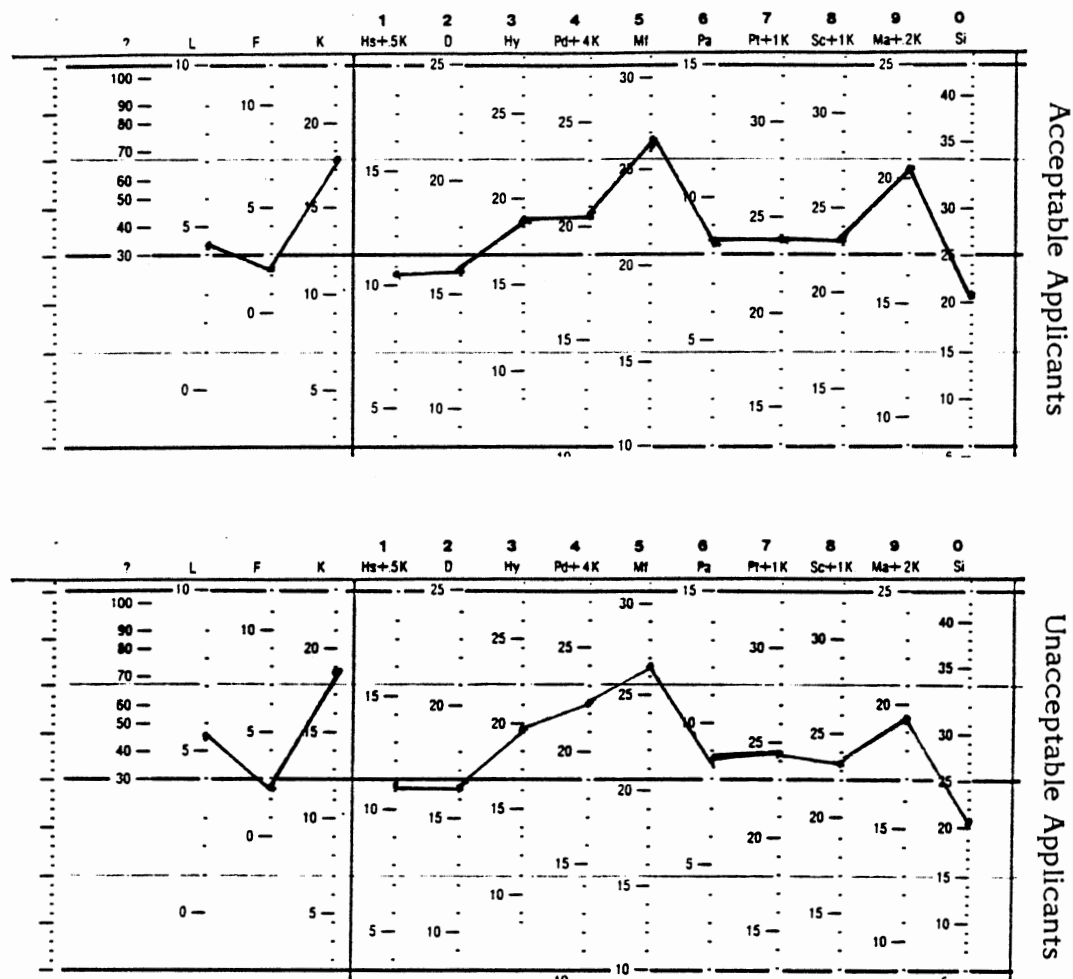 1 2 3 4 5 6 7 8 9 0
? L F K Hs+.5K D Hy Pd+ 4K Mf Pa Pt+1K Sc+1K Ma+.2K Si
10 25 15 25
100 30
40
90 10 25 30
80 20 25 30
35
70
15 25
60 20 20
50 20 10
5 15 25 30
25
40 5 20
30 25
20
10 15
10 15 20
15 20
0 20
15 5
15 15
10
0 5 15
10
5 10 15
10
10
Acceptable Applicants
1 2 3 4 5 6 7 8 9 0
? L F K Hs+.5K D Hy Pd+ 4K Mf Pa Pt+1K Sc+1K Ma+ 2K Si
10 25 15 25
100 30
40
90 10 25 30
80 20 25 30
35
70
15 25
60 20 20
50 20 10
5 15 25 30
25
40 5 20
30 25
20
10 15
10 15 20
15 20
0 20
15 5
15 15
10
0 5 15
10
5 10 15
10
10
Unacceptable Applicants